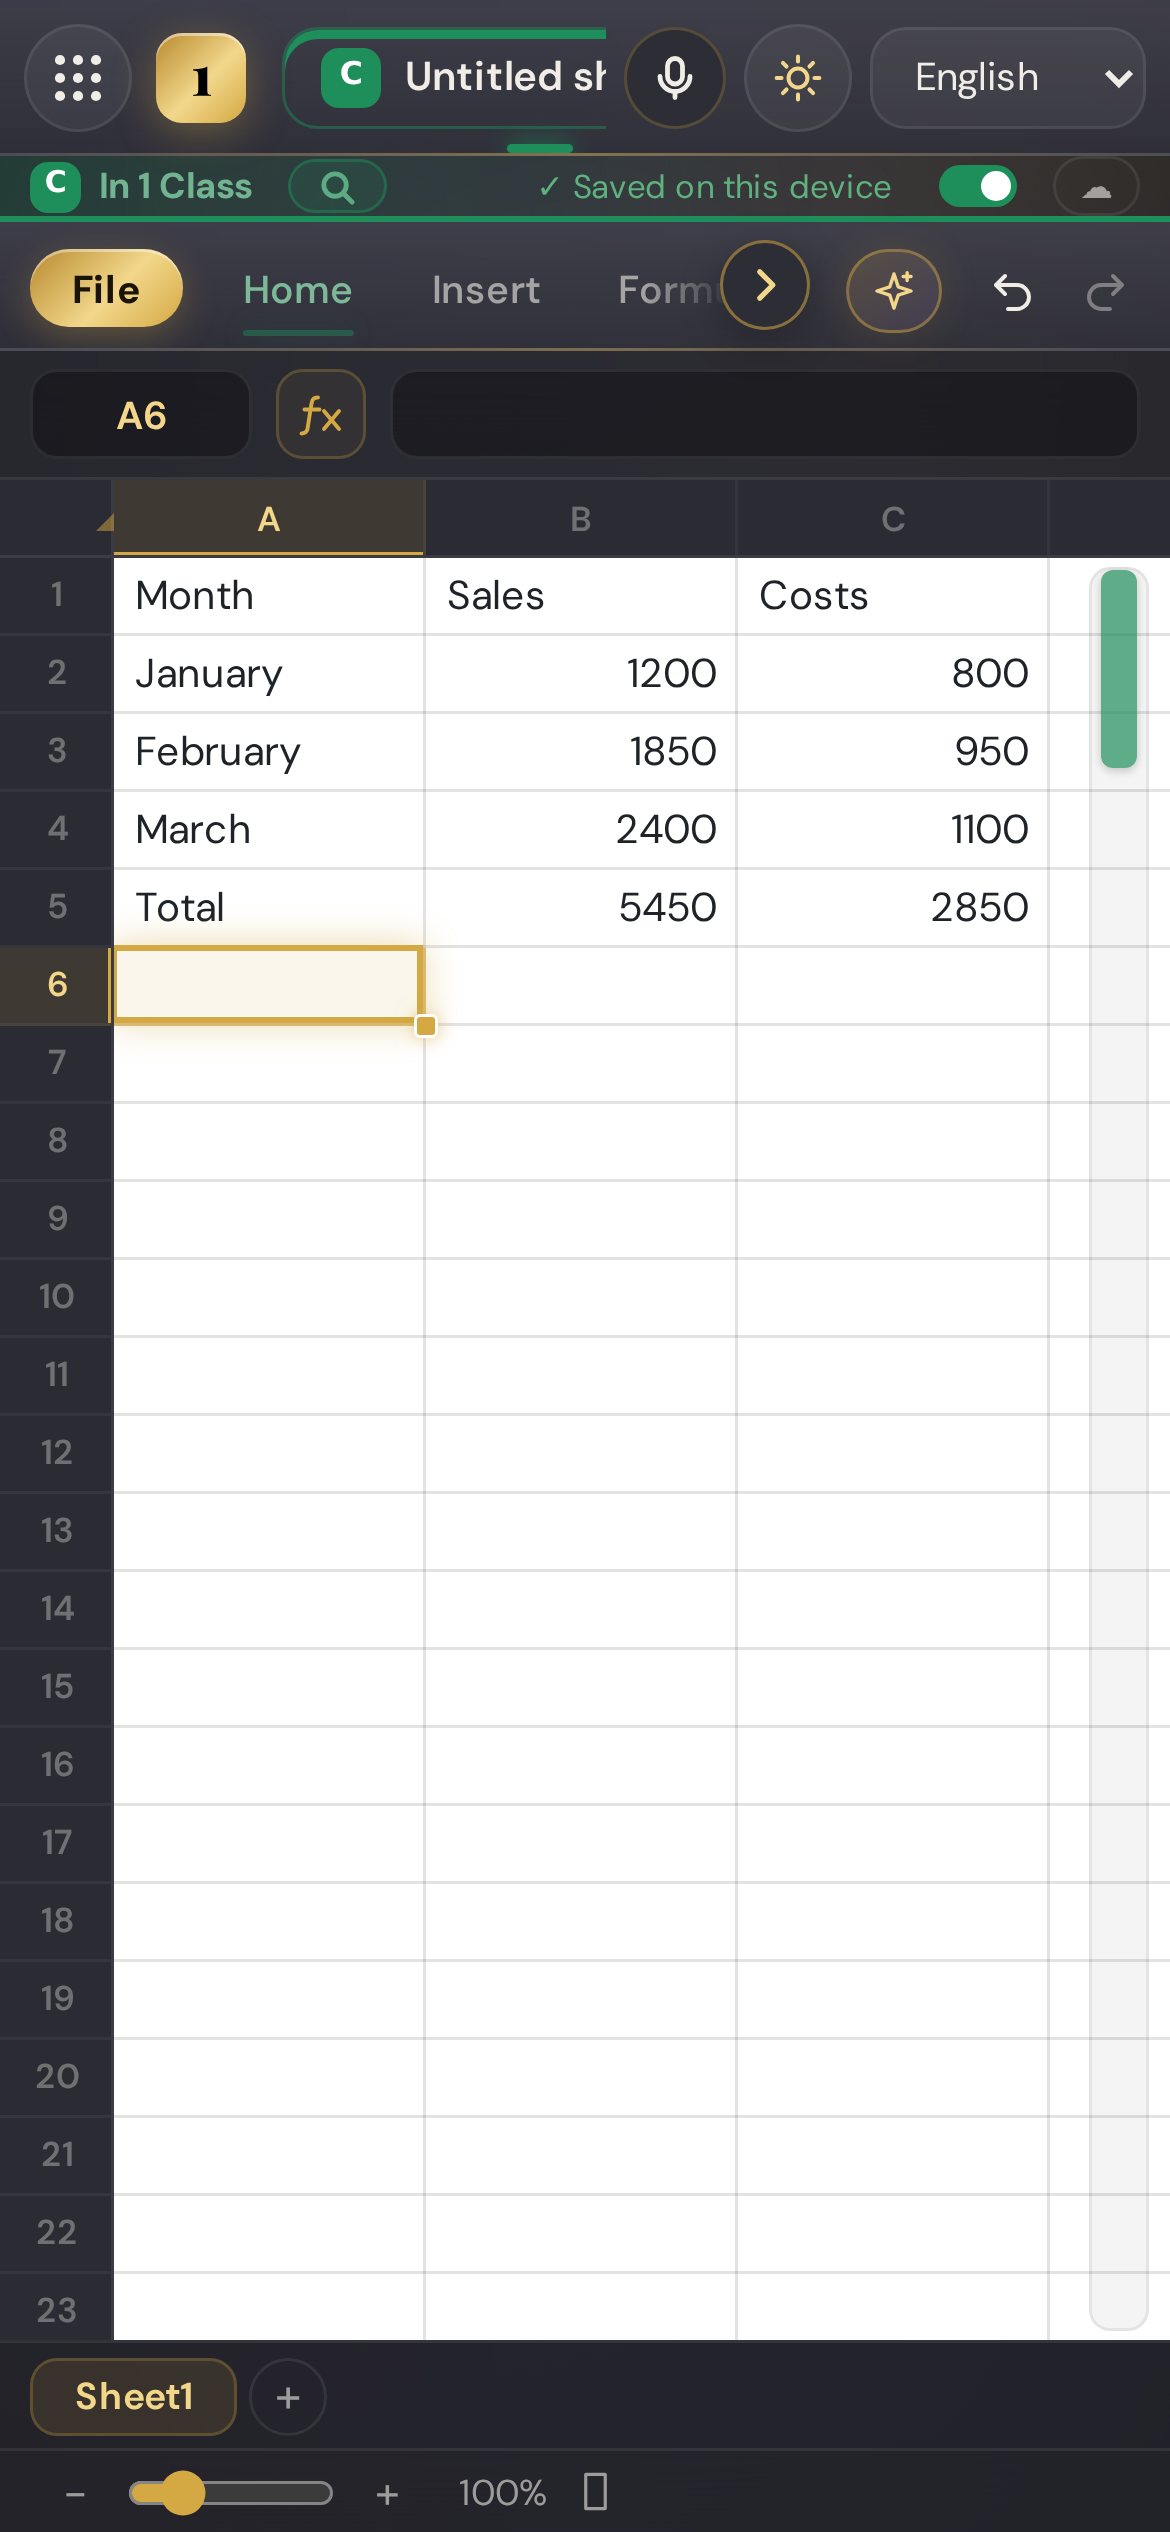 1
C Untitled sh
English
C In 1 Class
✓ Saved on this device
File Home Insert Form
A6 fx
A B C
1 Month Sales Costs
2 January 1200 800
3 February 1850 950
4 March 2400 1100
5 Total 5450 2850
6
7
8
9
10
11
12
13
14
15
16
17
18
19
20
21
22
23
Sheet1 +
− + 100%